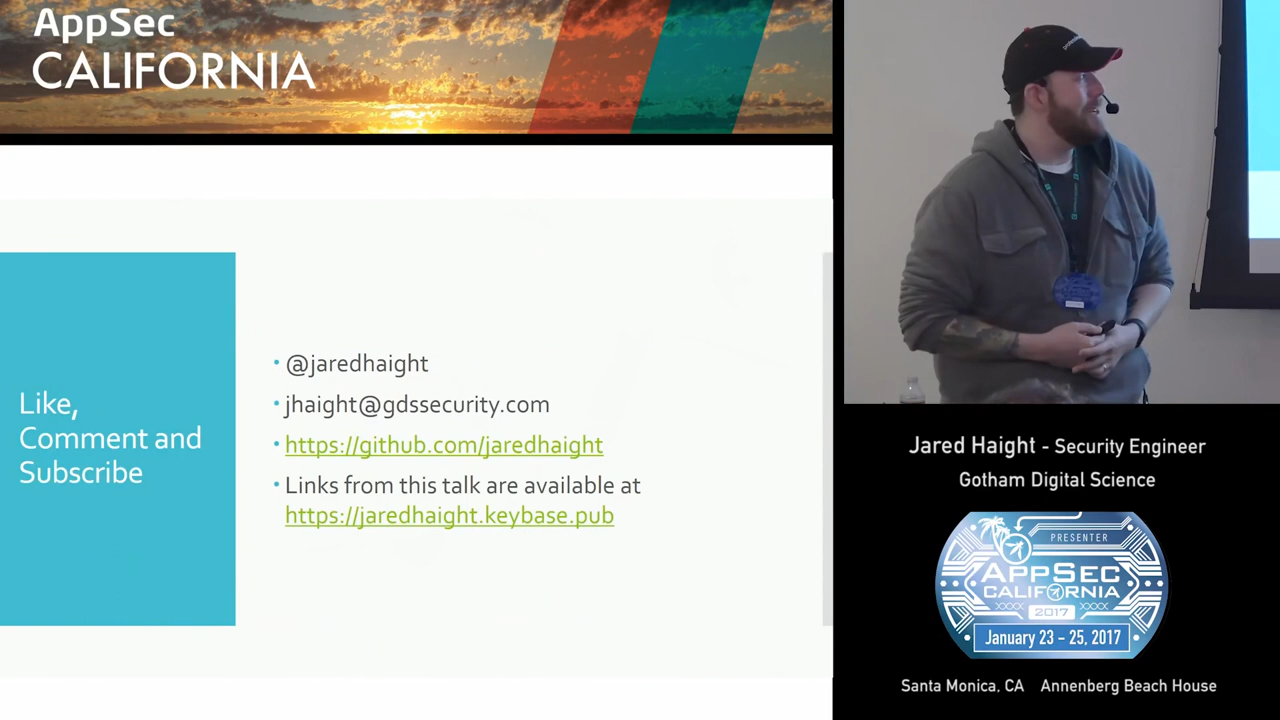 AppSec
CALIFORNIA
Like,
Comment and
Subscribe
• @jaredhaight
• jhaight@gdssecurity.com
• https://github.com/jaredhaight
• Links from this talk are available at
https://jaredhaight.keybase.pub
Jared Haight - Security Engineer
Gotham Digital Science
PRESENTER
APPSEC
CALIFORNIA
XXXX 2017 XXXX
January 23 - 25, 2017
Santa Monica, CA Annenberg Beach House